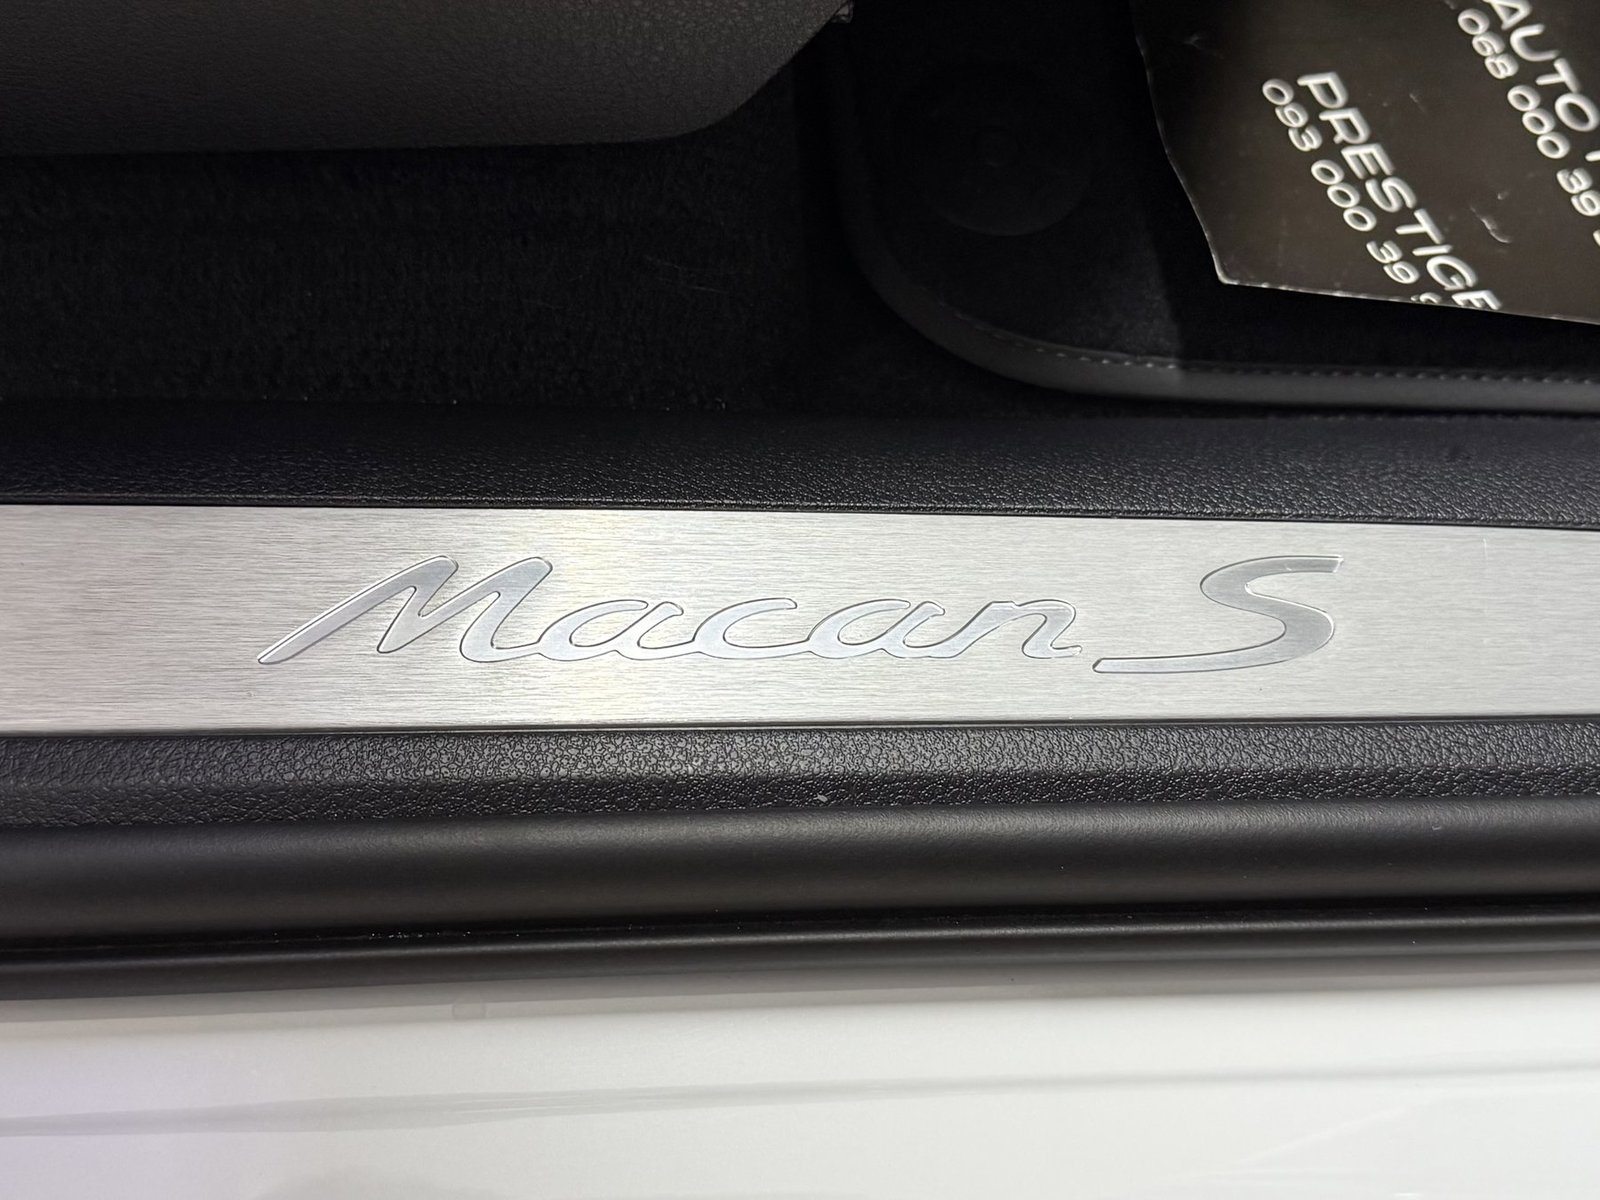 AUTO
068 000 39
PRESTIGE
093 000 39
Macan S